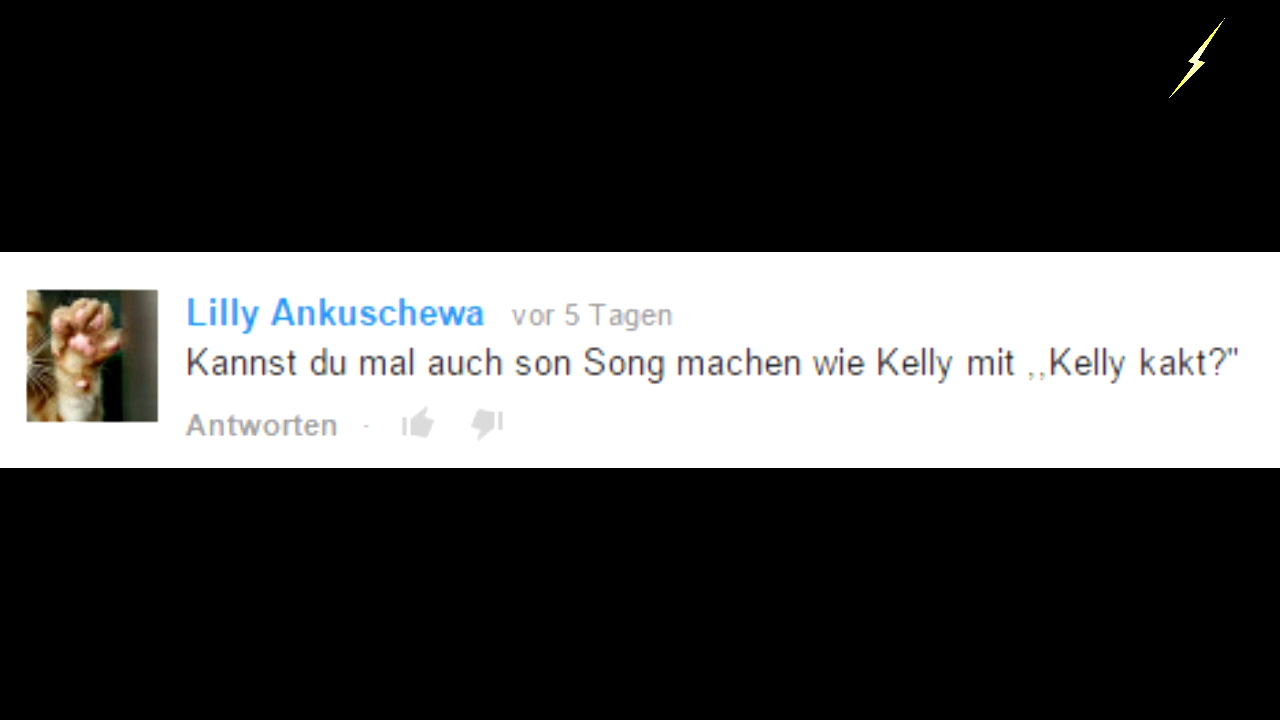 Lilly Ankuschewa vor 5 Tagen
Kannst du mal auch son Song machen wie Kelly mit ,,Kelly kakt?"
Antworten ·